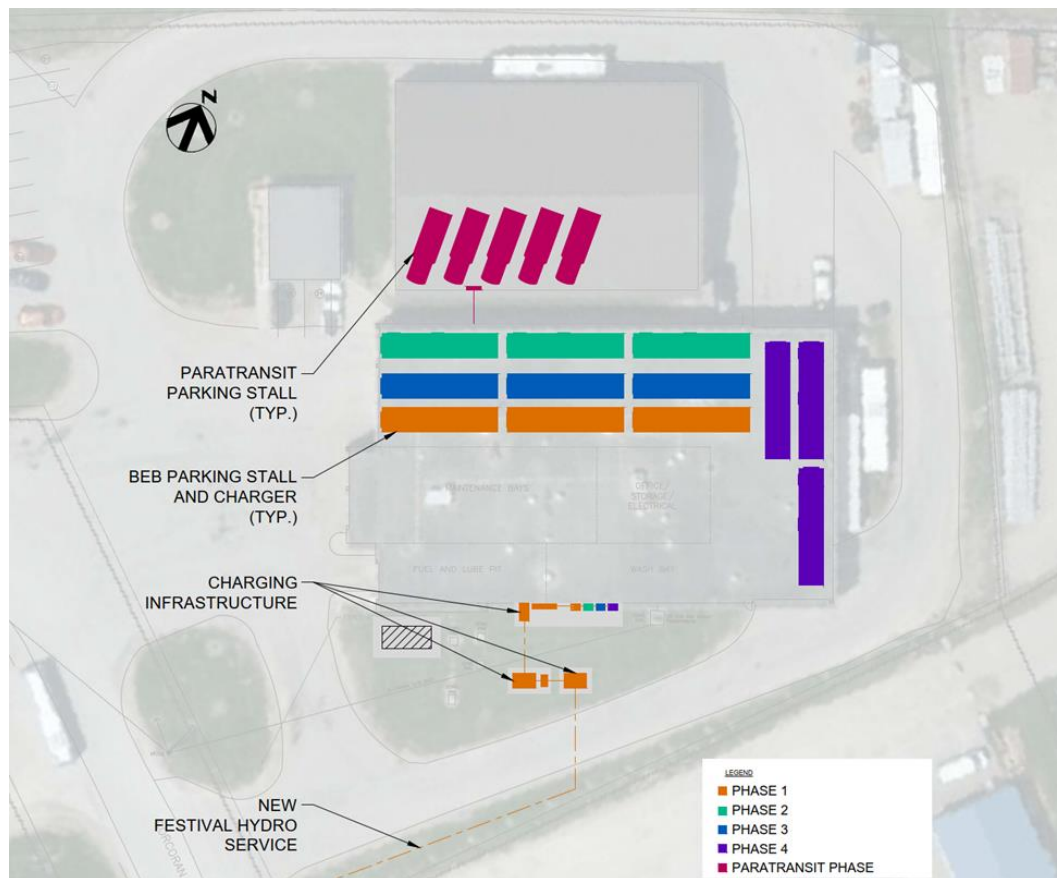 N
PARATRANSIT
PARKING STALL
(TYP.)
BEB PARKING STALL
AND CHARGER
(TYP.)
MAINTENANCE BAYS
OFFICE/
STORAGE/
ELECTRICAL
FUEL AND LUBE PIT
WASH BAY
CHARGING
INFRASTRUCTURE
NEW
FESTIVAL HYDRO
SERVICE
LEGEND
PHASE 1
PHASE 2
PHASE 3
PHASE 4
PARATRANSIT PHASE